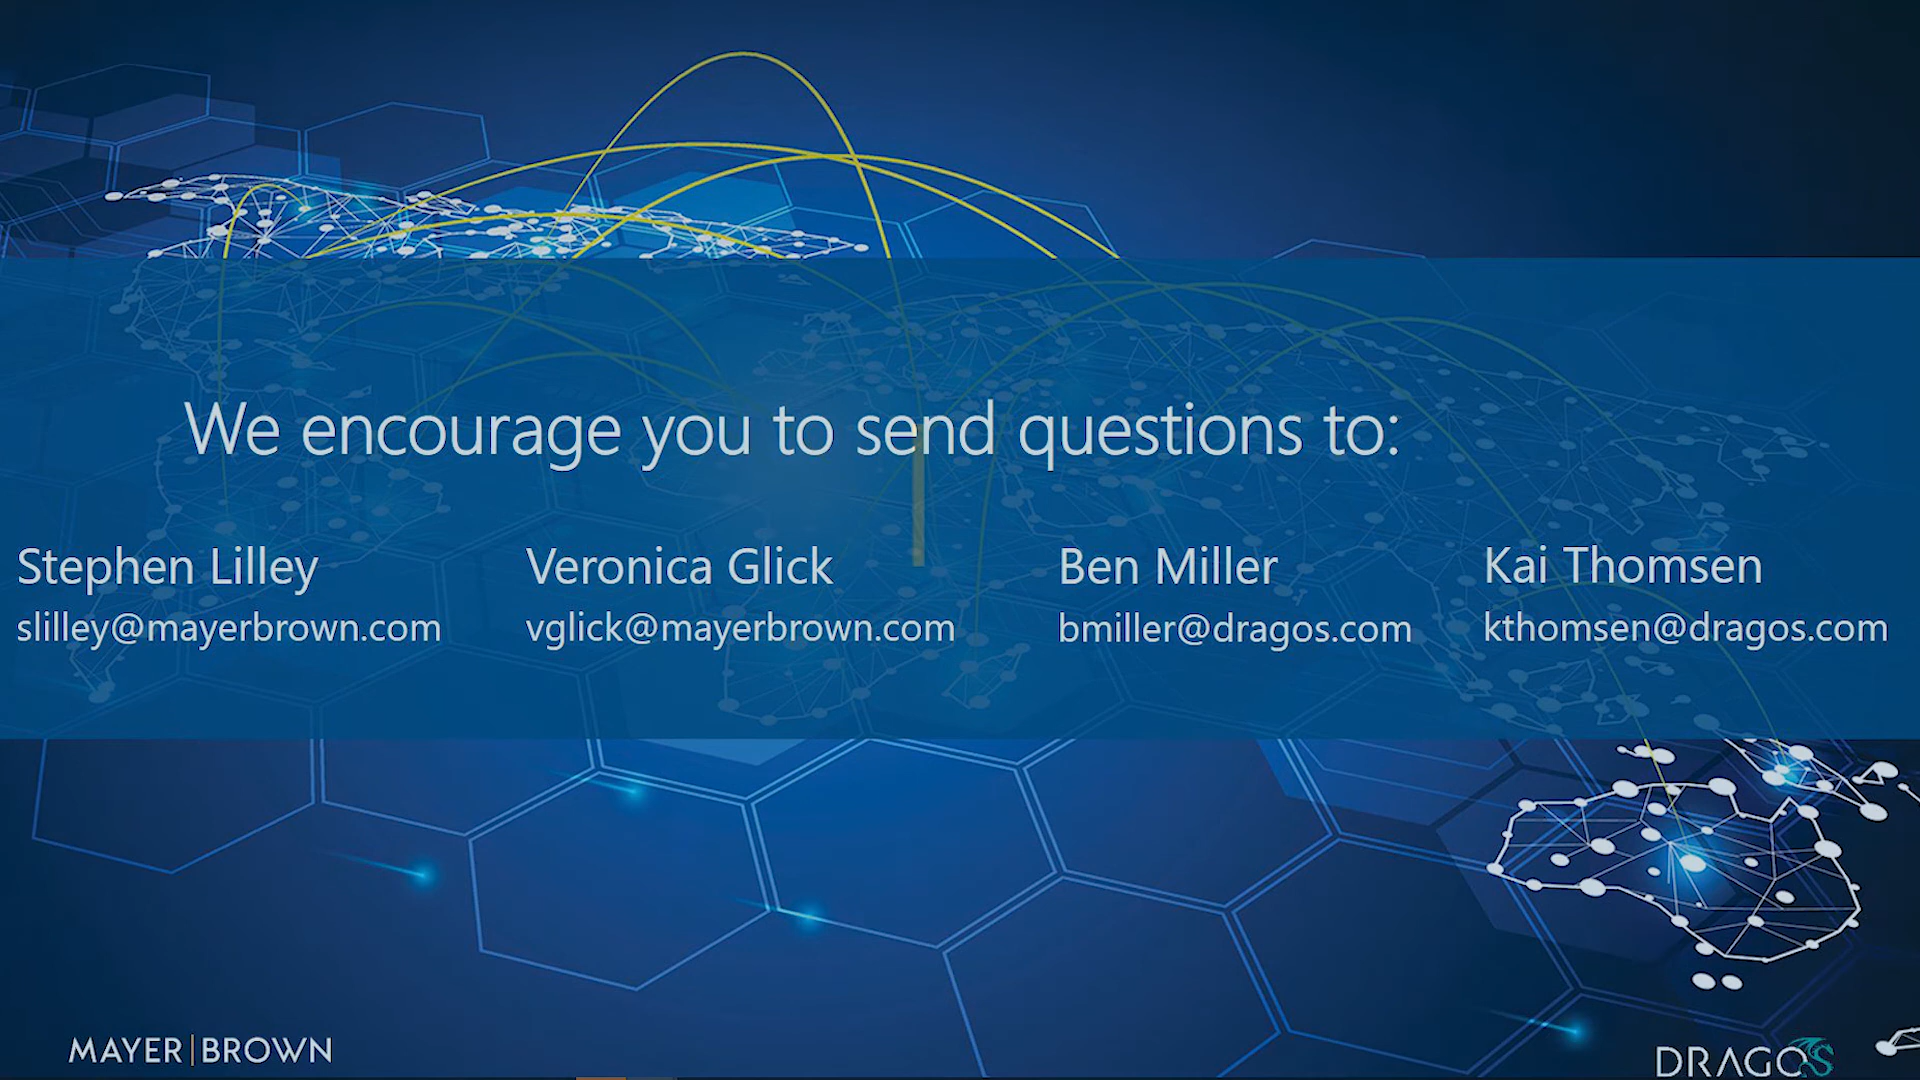 We encourage you to send questions to:
Stephen Lilley
slilley@mayerbrown.com
Veronica Glick
vglick@mayerbrown.com
Ben Miller
bmiller@dragos.com
Kai Thomsen
kthomsen@dragos.com
MAYER|BROWN
DRAGOS